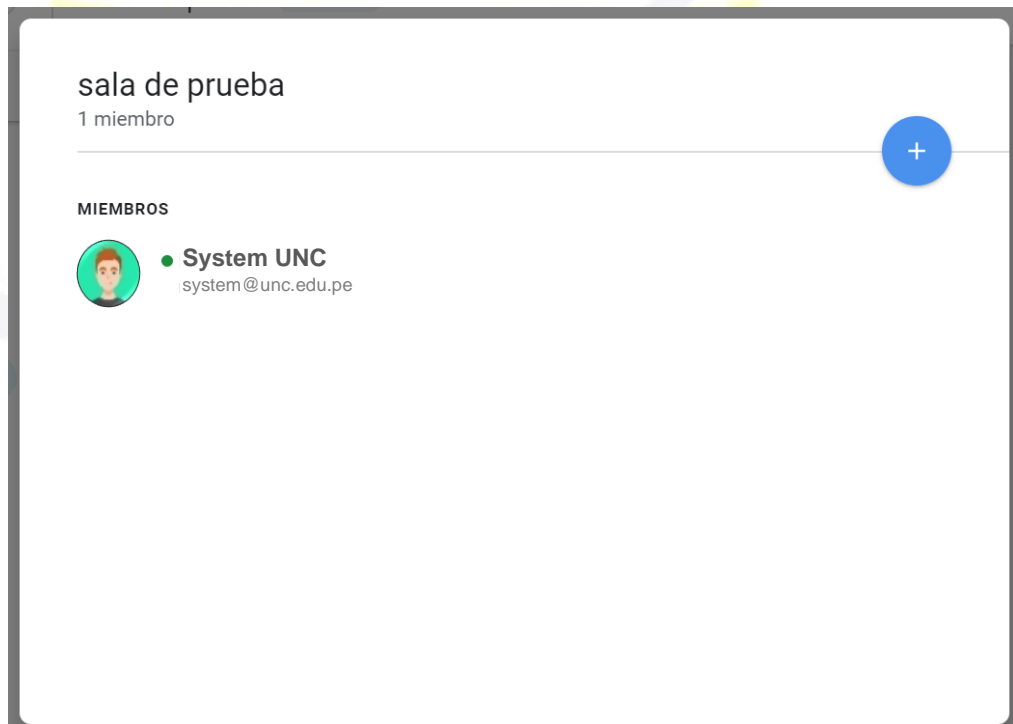 sala de prueba
1 miembro
+
MIEMBROS
System UNC
system@unc.edu.pe